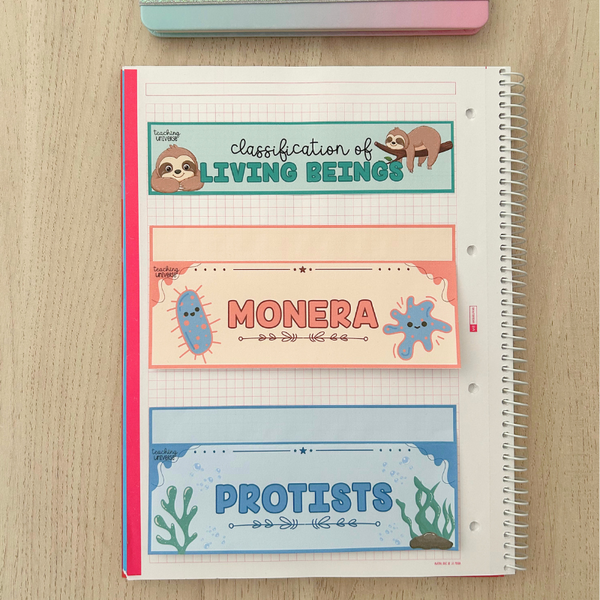 teaching
UNIVERSE
classification of
LIVING BEINGS
teaching
UNIVERSE
MONERA
teaching
UNIVERSE
PROTISTS